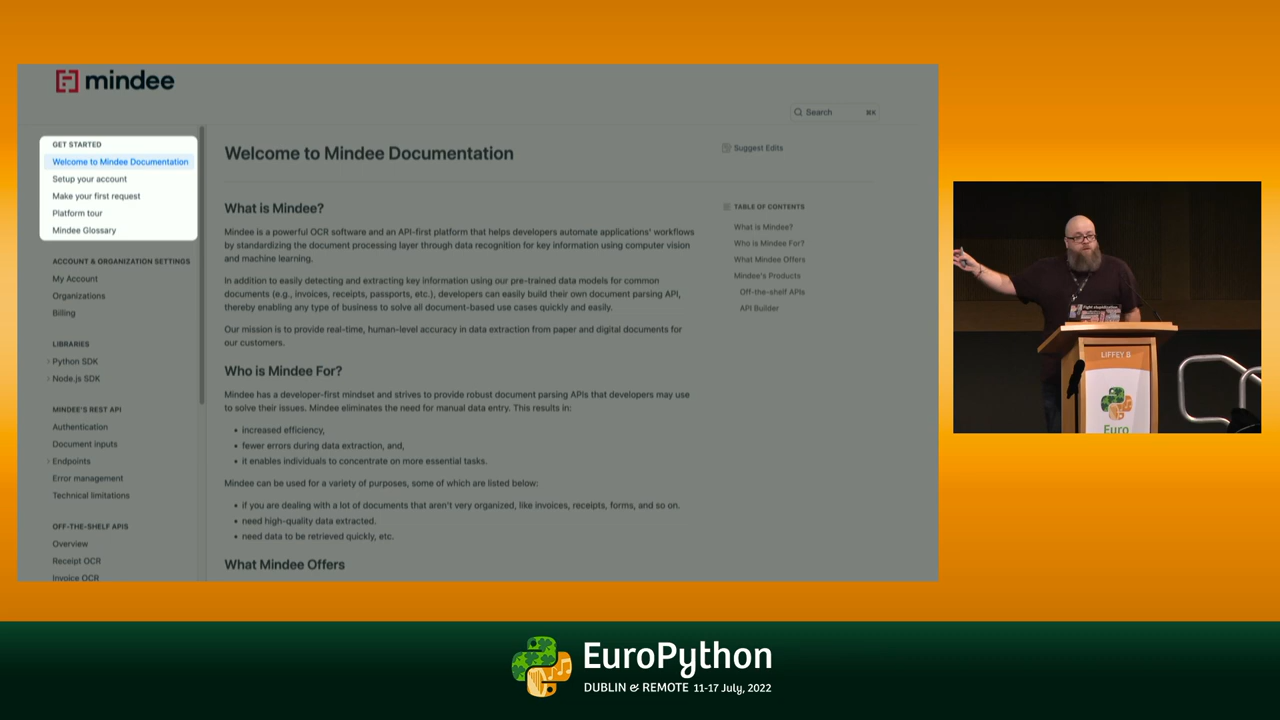 mindee
Search
⌘K
GET STARTED
Welcome to Mindee Documentation
Setup your account
Make your first request
Platform tour
Mindee Glossary
ACCOUNT & ORGANIZATION SETTINGS
My Account
Organizations
Billing
LIBRARIES
Python SDK
Node.js SDK
MINDEE'S REST API
Authentication
Document inputs
Endpoints
Error management
Technical limitations
OFF-THE-SHELF APIS
Overview
Receipt OCR
Invoice OCR
Welcome to Mindee Documentation
What is Mindee?
Mindee is a powerful OCR software and an API-first platform that helps developers automate applications' workflows
by standardizing the document processing layer through data recognition for key information using computer vision
and machine learning.
In addition to easily detecting and extracting key information using our pre-trained data models for common
documents (e.g., invoices, receipts, passports, etc.), developers can easily build their own document parsing API,
thereby enabling any type of business to solve all document-based use cases quickly and easily.
Our mission is to provide real-time, human-level accuracy in data extraction from paper and digital documents for
our customers.
Who is Mindee For?
Mindee has a developer-first mindset and strives to provide robust document parsing APIs that developers may use
to solve their issues. Mindee eliminates the need for manual data entry. This results in:
• increased efficiency,
• fewer errors during data extraction, and,
• it enables individuals to concentrate on more essential tasks.
Mindee can be used for a variety of purposes, some of which are listed below:
• if you are dealing with a lot of documents that aren't very organized, like invoices, receipts, forms, and so on.
• need high-quality data extracted.
• need data to be retrieved quickly, etc.
What Mindee Offers
Suggest Edits
TABLE OF CONTENTS
What is Mindee?
Who is Mindee For?
What Mindee Offers
Mindee's Products
Off-the-shelf APIs
API Builder
LIFFEY B
Euro
EuroPython
DUBLIN & REMOTE 11-17 July, 2022